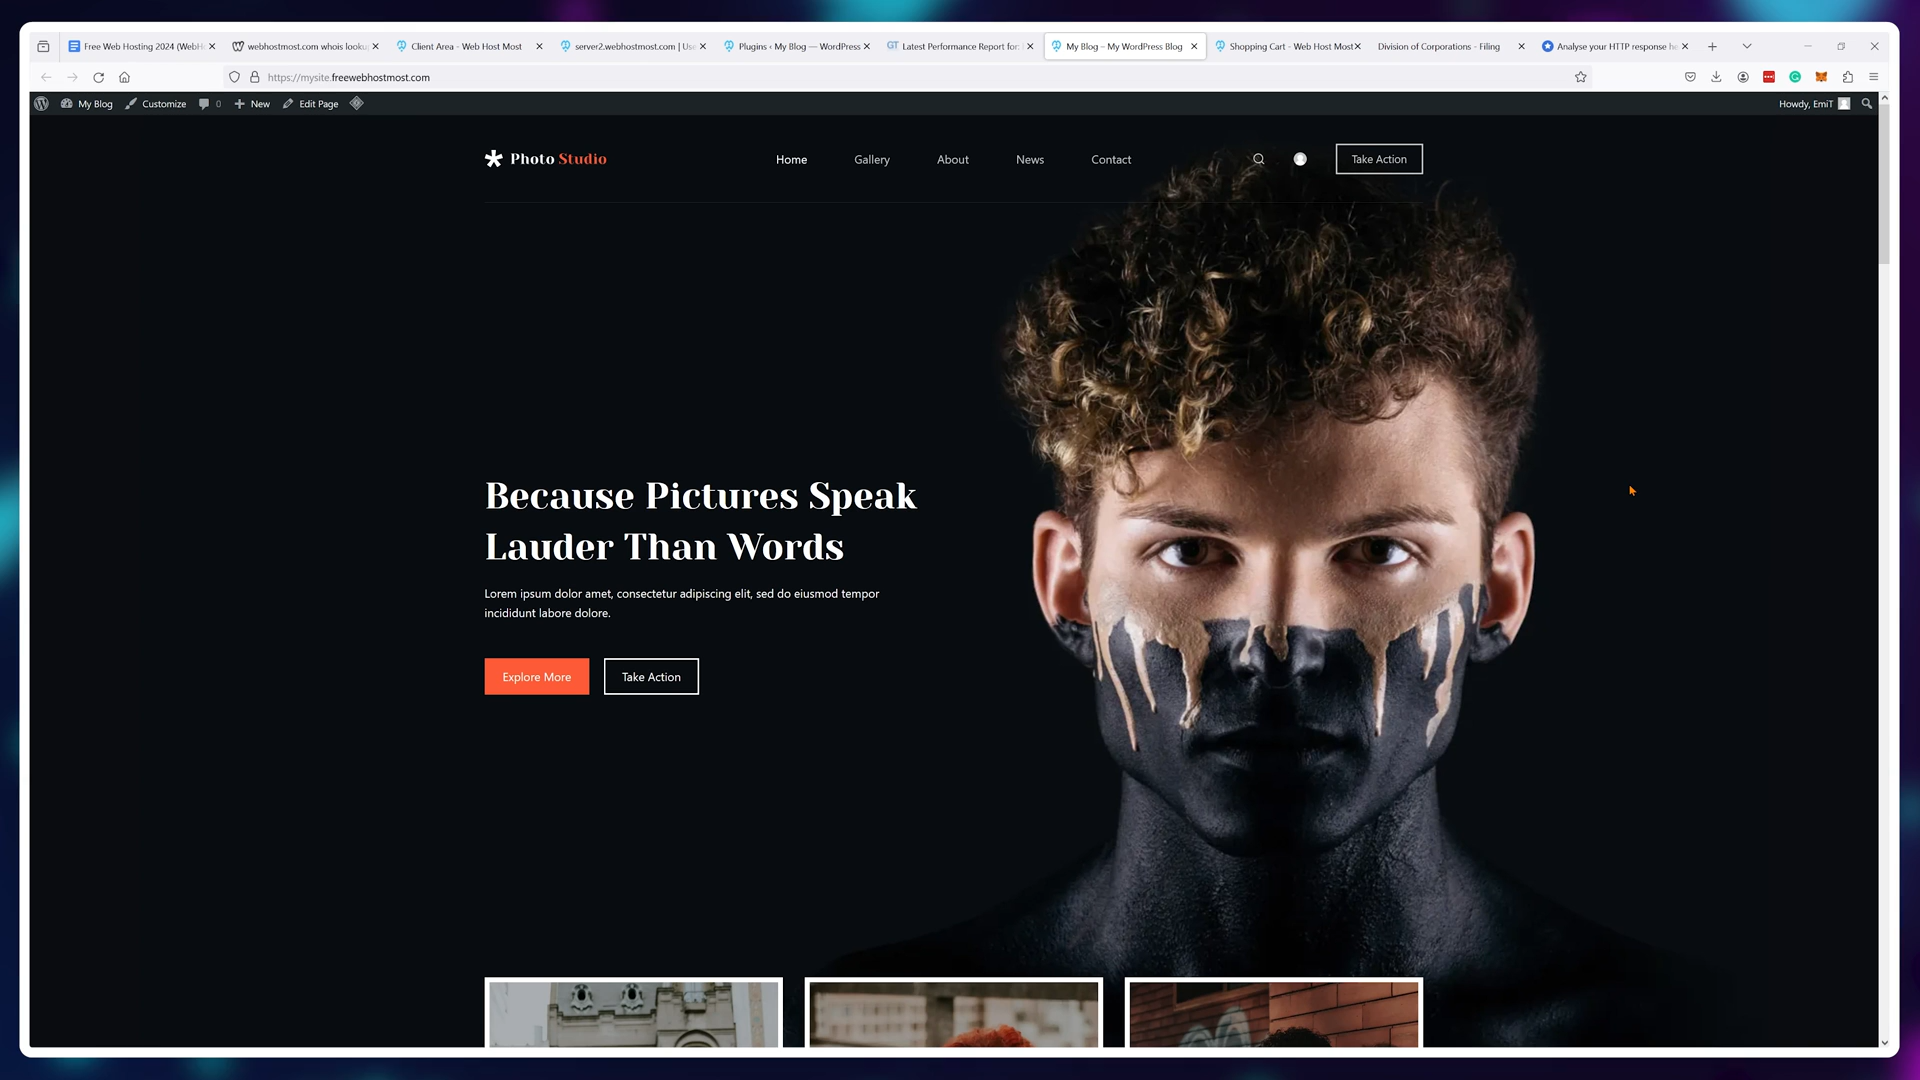 Free Web Hosting 2024 (WebH
webhostmost.com whois looku
Client Area - Web Host Most
server2.webhostmost.com | Use
Plugins ‹ My Blog — WordPress
GT Latest Performance Report for:
My Blog – My WordPress Blog
Shopping Cart - Web Host Most
Division of Corporations - Filing
Analyse your HTTP response he
https://mysite.freewebhostmost.com
My Blog Customize 0 New Edit Page
Howdy, EmiT
Photo Studio
Home Gallery About News Contact
Take Action
Because Pictures Speak
Lauder Than Words
Lorem ipsum dolor amet, consectetur adipiscing elit, sed do eiusmod tempor
incididunt labore dolore.
Explore More
Take Action